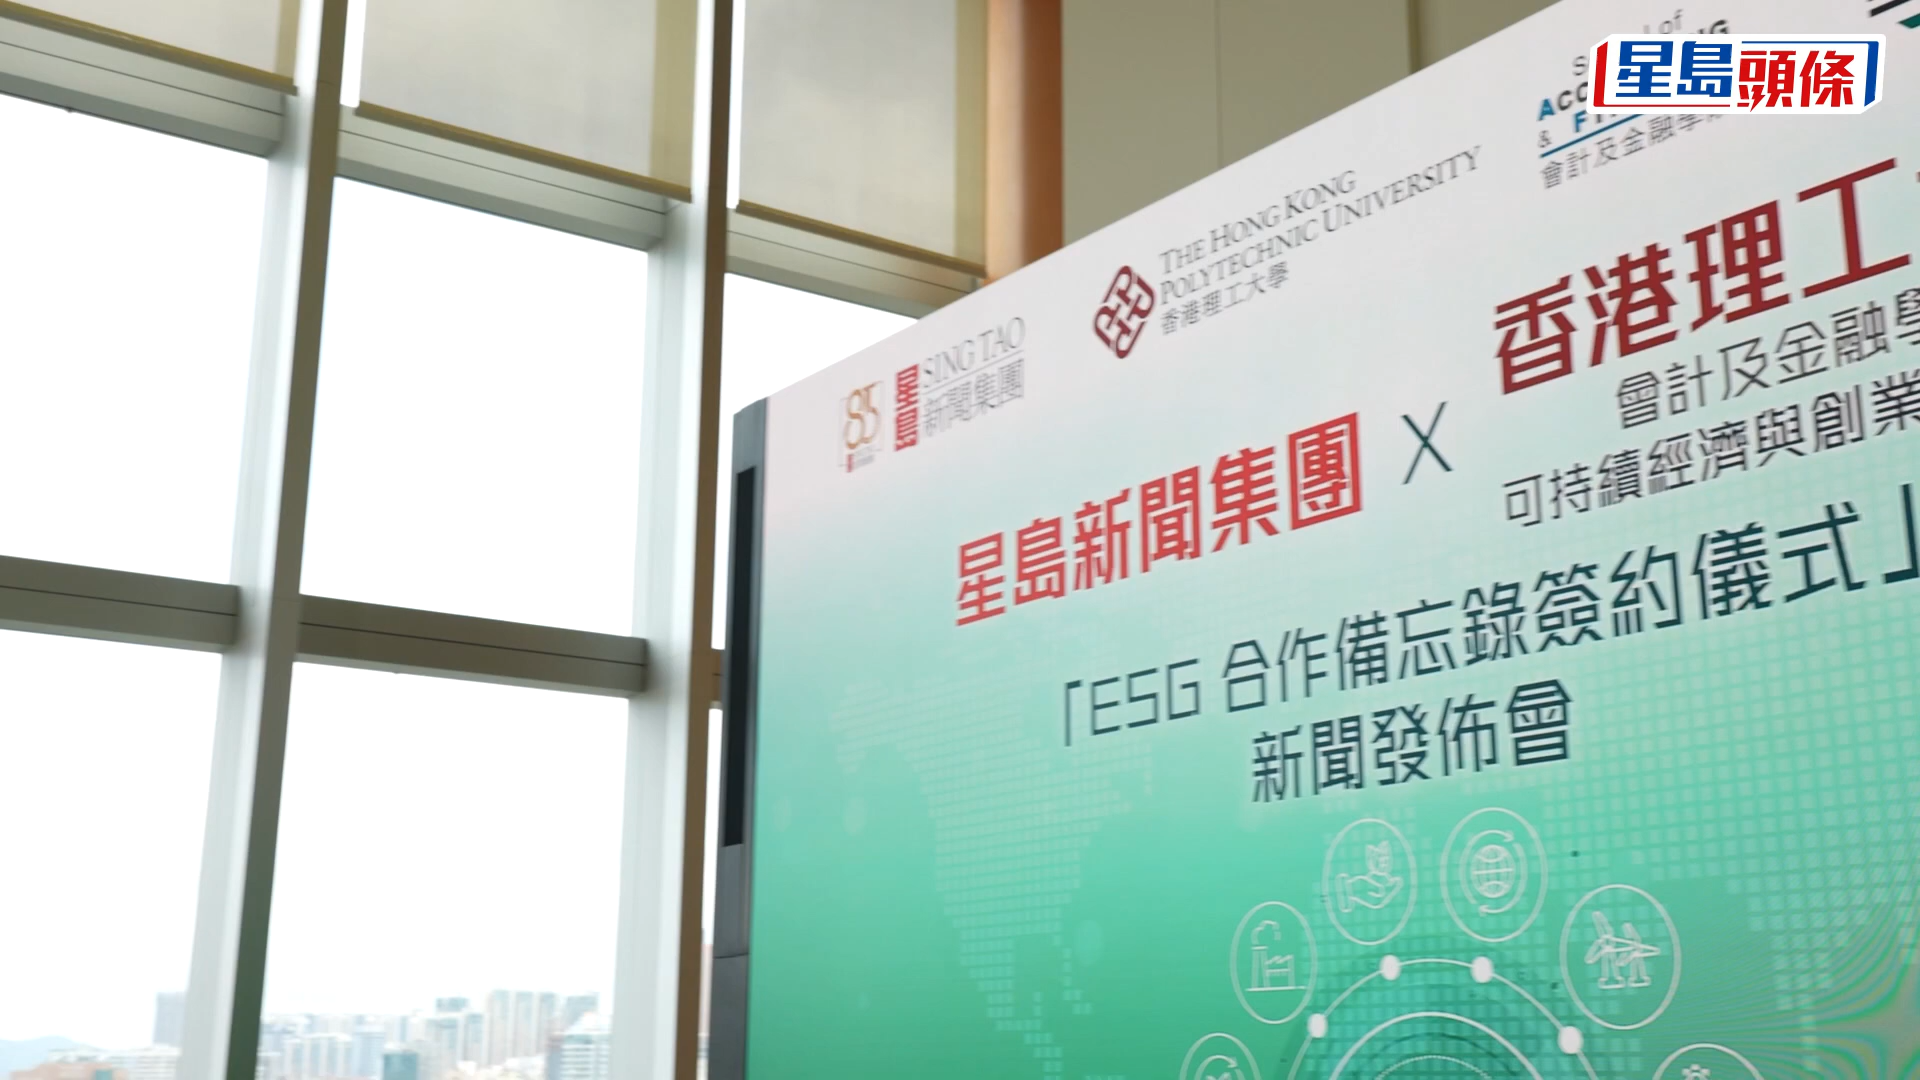 星島頭條
會計及金融學
THE HONG KONG
POLYTECHNIC UNIVERSITY
香港理工大學
85
星島
SING TAO
新聞集團
星島新聞集團 X
香港理工
會計及金融學
可持續經濟與創業
「ESG 合作備忘錄簽約儀式」
新聞發佈會